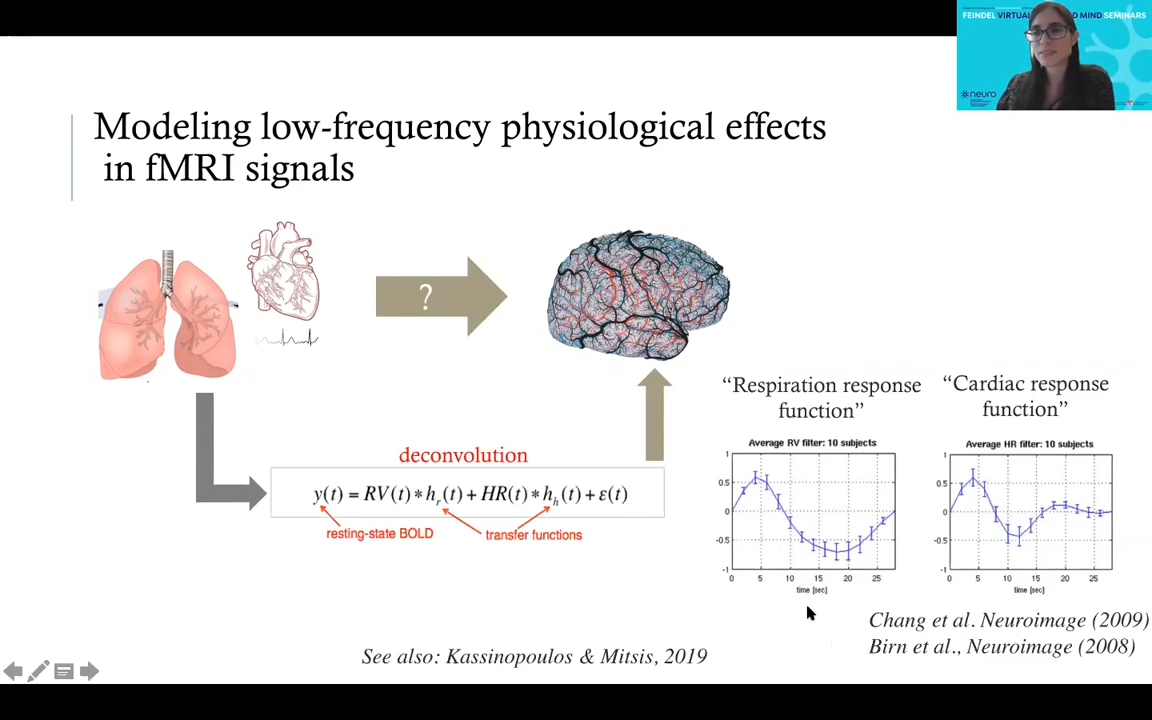 FEINDEL VIRTUAL D MIND SEMINARS
neuro
Modeling low-frequency physiological effects
in fMRI signals
?
"Respiration response
function"
"Cardiac response
function"
deconvolution
y(t) = RV(t) * h_r(t) + HR(t) * h_h(t) + ε(t)
resting-state BOLD
transfer functions
Average RV filter: 10 subjects
1
0.5
0
-0.5
-1
0 5 10 15 20 25
time [sec]
Average HR filter: 10 subjects
1
0.5
0
-0.5
-1
0 5 10 15 20 25
time [sec]
Chang et al. Neuroimage (2009)
Birn et al., Neuroimage (2008)
See also: Kassinopoulos & Mitsis, 2019